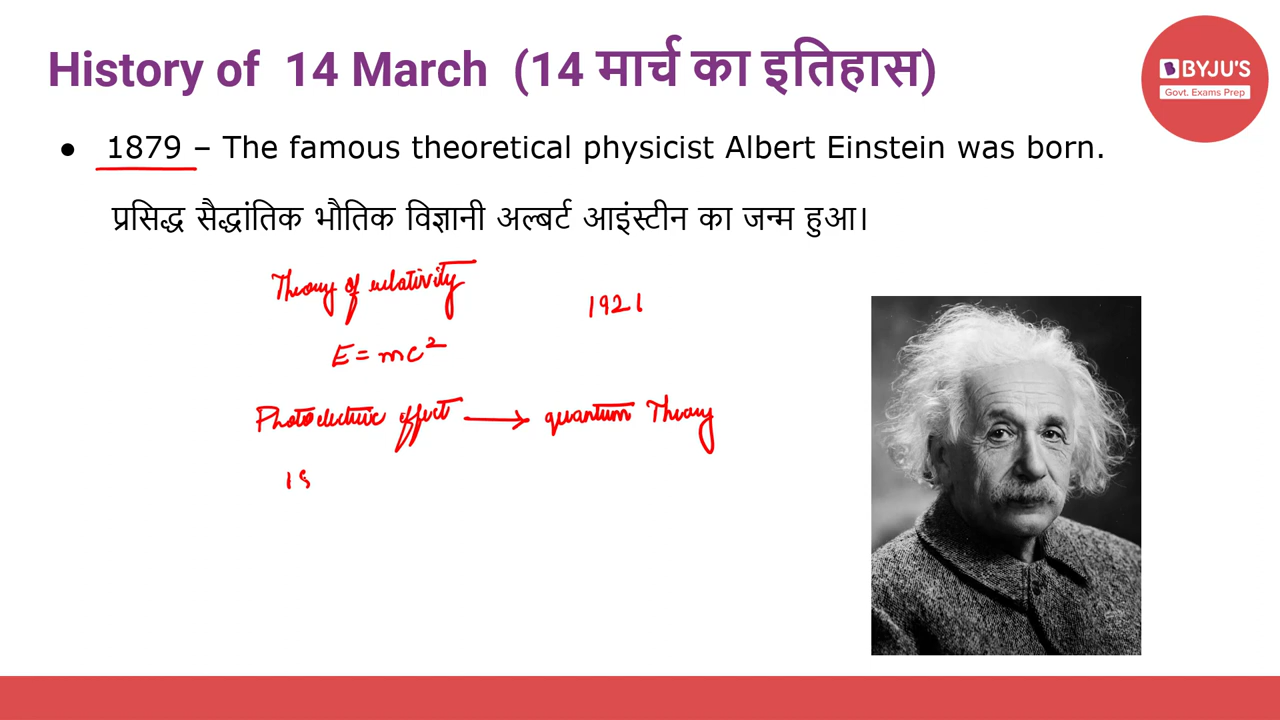 History of 14 March (14 मार्च का इतिहास)
BYJU'S
Govt. Exams Prep
● 1879 – The famous theoretical physicist Albert Einstein was born.
प्रसिद्ध सैद्धांतिक भौतिक विज्ञानी अल्बर्ट आइंस्टीन का जन्म हुआ।
Theory of relativity
1921
E = mc²
Photoelectric effect → quantum Theory
19